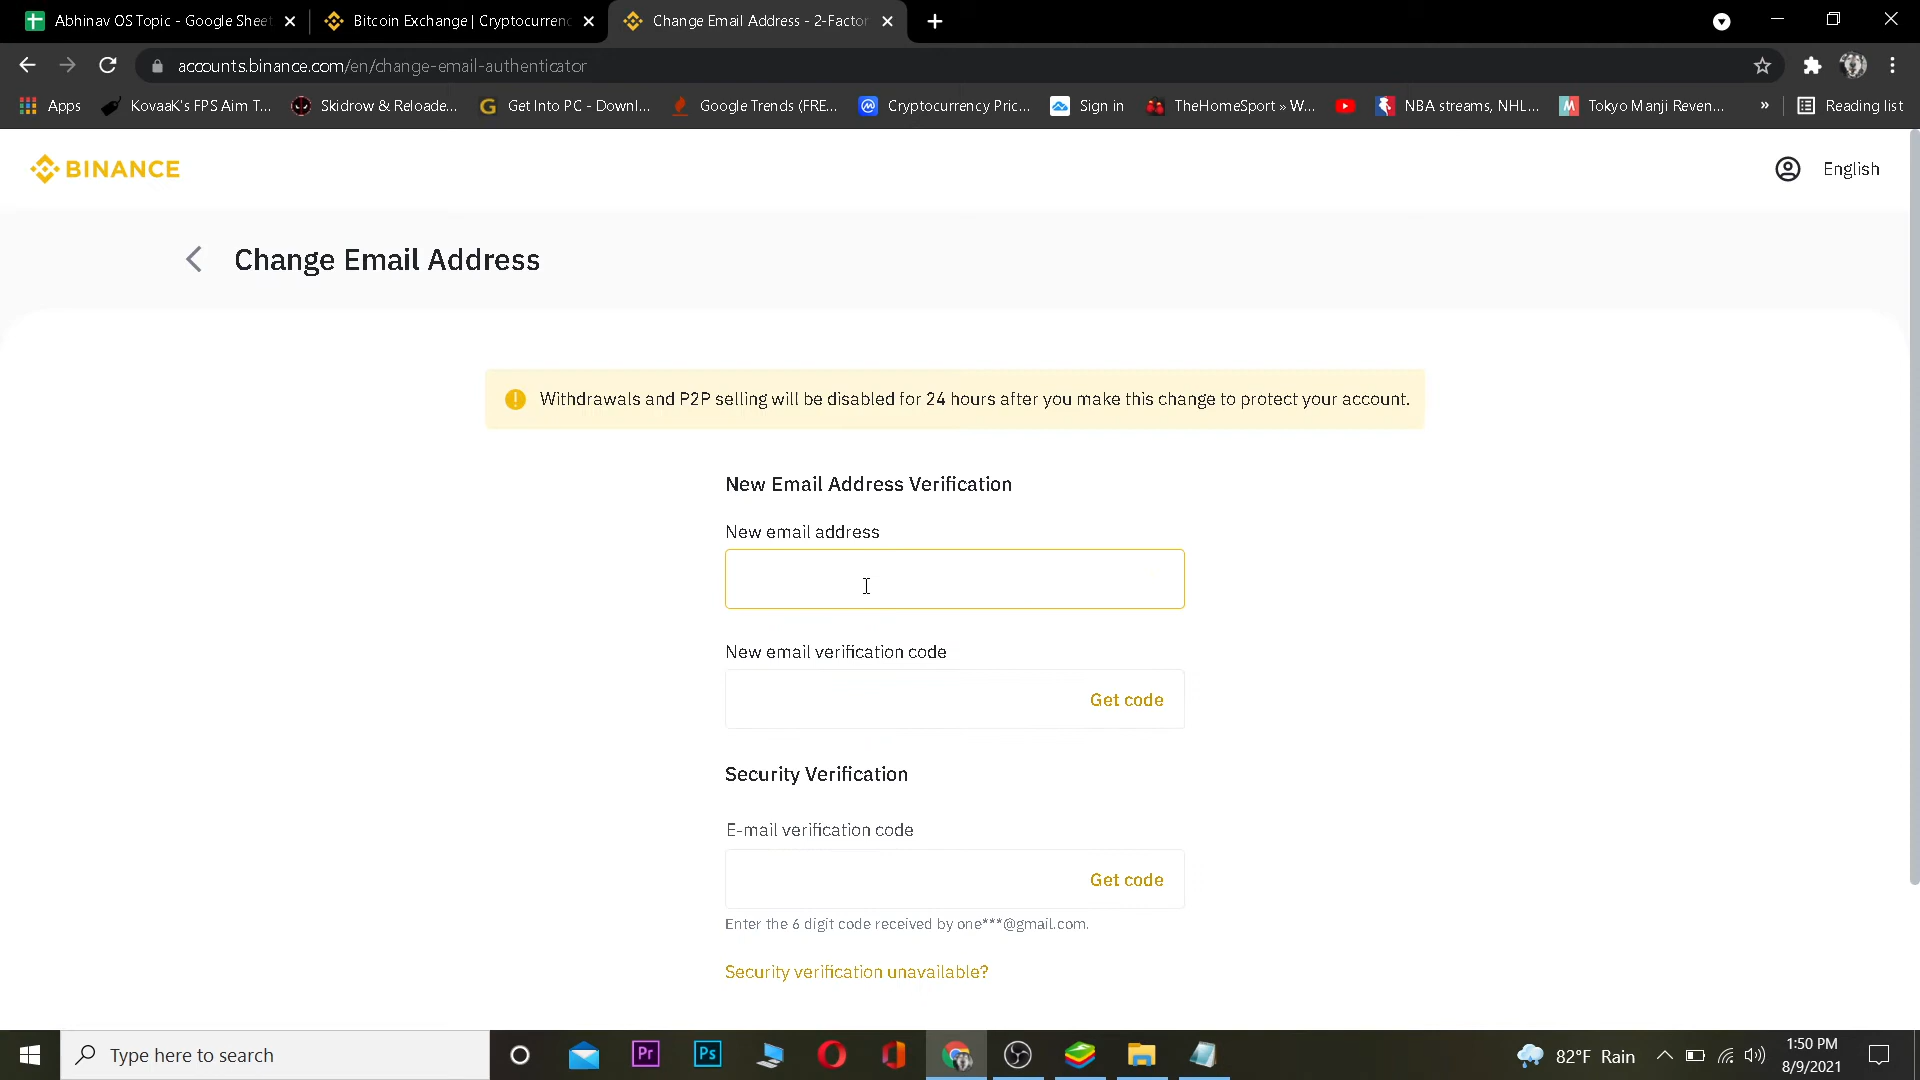 Abhinav OS Topic - Google Sheet
Bitcoin Exchange | Cryptocurrenc
Change Email Address - 2-Factor
accounts.binance.com/en/change-email-authenticator
Apps
KovaaK's FPS Aim T...
Skidrow & Reloade...
Get Into PC - Downl...
Google Trends (FRE...
Cryptocurrency Pric...
Sign in
TheHomeSport » W...
NBA streams, NHL...
Tokyo Manji Reven...
»
Reading list
BINANCE
English
Change Email Address
Withdrawals and P2P selling will be disabled for 24 hours after you make this change to protect your account.
New Email Address Verification
New email address
New email verification code
Get code
Security Verification
E-mail verification code
Get code
Enter the 6 digit code received by one***@gmail.com.
Security verification unavailable?
Type here to search
Pr
Ps
82°F Rain
1:50 PM
8/9/2021